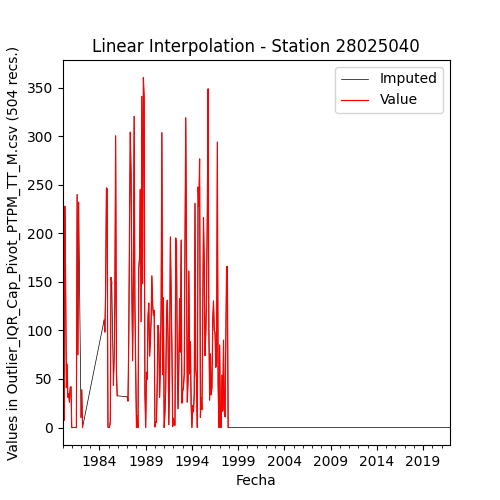 Linear Interpolation - Station 28025040
Values in Outlier_IQR_Cap_Pivot_PTPM_TT_M.csv (504 recs.)
Imputed
Value
350
300
250
200
150
100
50
0
1984 1989 1994 1999 2004 2009 2014 2019
Fecha